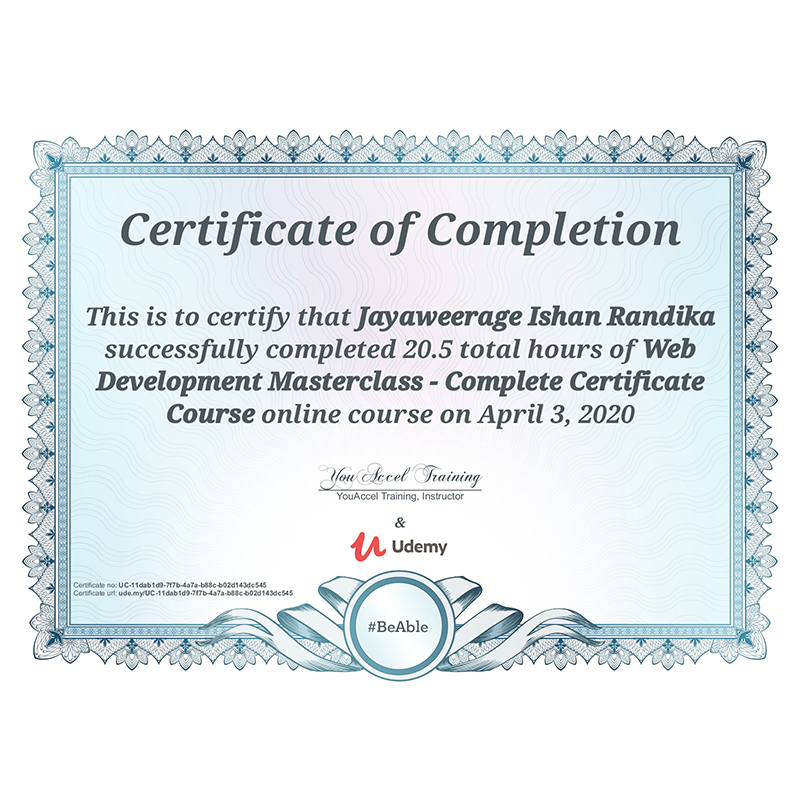 Certificate of Completion
This is to certify that Jayaweerage Ishan Randika
successfully completed 20.5 total hours of Web
Development Masterclass - Complete Certificate
Course online course on April 3, 2020
YouAccel Training
YouAccel Training, Instructor
&
Udemy
Certificate no: UC-11dab1d9-7f7b-4a7a-b88c-b02d143dc545
Certificate url: ude.my/UC-11dab1d9-7f7b-4a7a-b88c-b02d143dc545
#BeAble